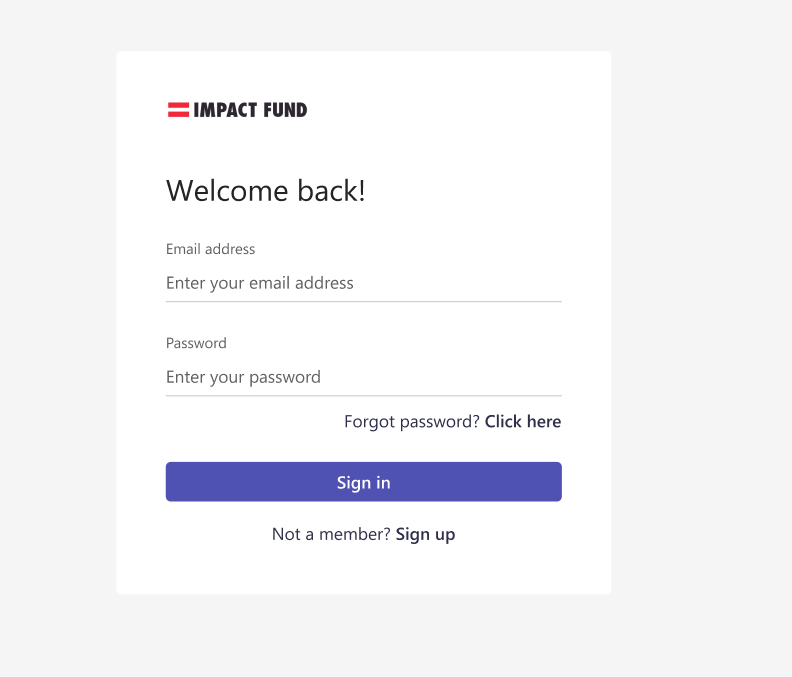 IMPACT FUND
Welcome back!
Email address
Enter your email address
Password
Enter your password
Forgot password? Click here
Sign in
Not a member? Sign up